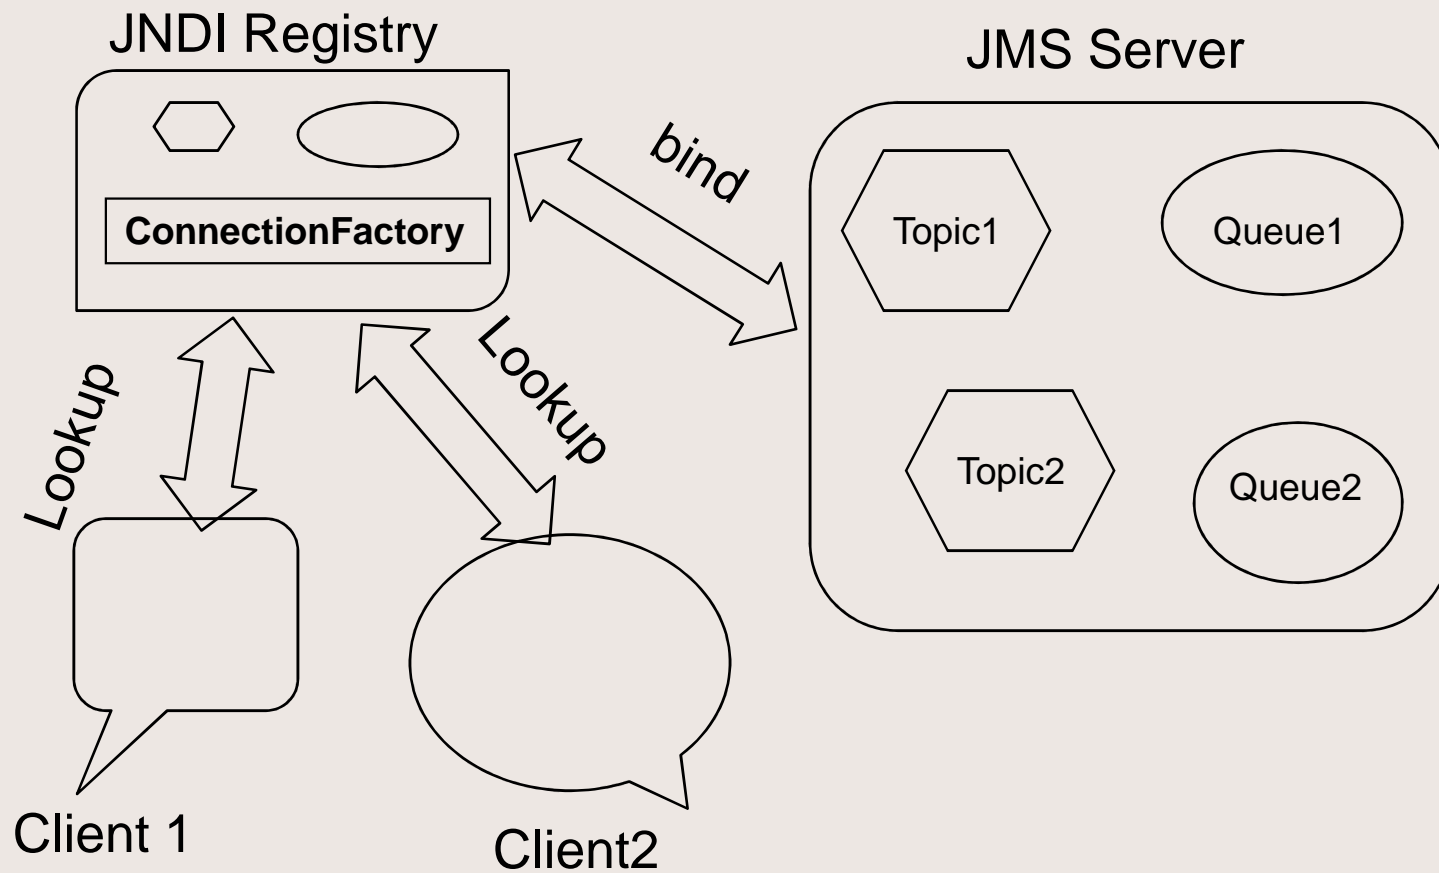 JNDI Registry
JMS Server
ConnectionFactory
bind
Topic1
Queue1
Lookup
Lookup
Topic2
Queue2
Client 1
Client2